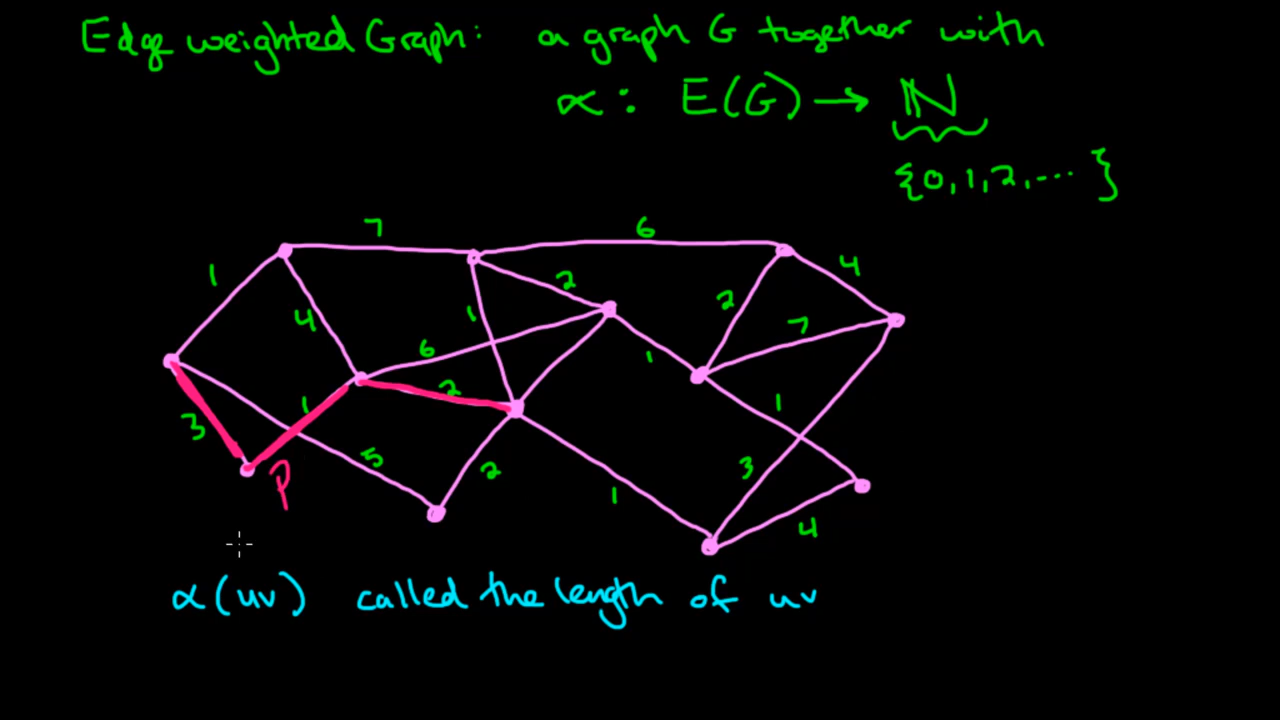 Edge weighted Graph: a graph G together with
α: E(G) → ℕ
{0,1,2,...}
7 6
1 4 1 2 2 4
6 7
3 1 2 1 1
5 2 1 3 4
P
α(uv) called the length of uv